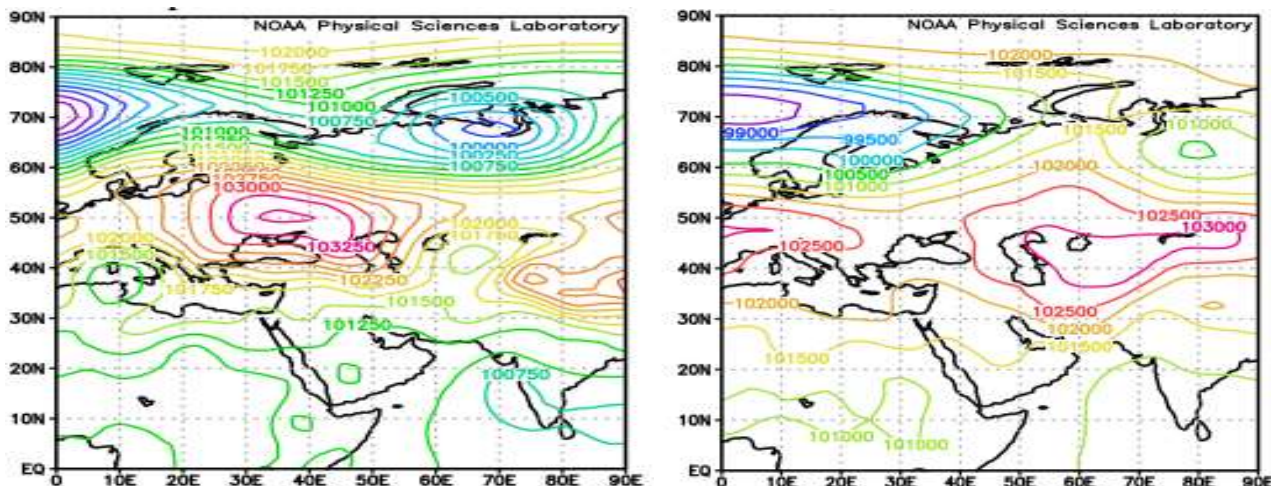 NOAA Physical Sciences Laboratory
90N
80N
70N
60N
50N
40N
30N
20N
10N
EQ
102000
101750
101500
101250
101000
100750
100500
101000
100000
100250
100750
103000
103250
102000
101750
102250
101500
101750
101500
101250
100750
0
10E
20E
30E
40E
50E
60E
70E
80E
90E
NOAA Physical Sciences Laboratory
90N
80N
70N
60N
50N
40N
30N
20N
10N
EQ
102000
101500
99000
99500
100000
100500
101000
101500
101000
102000
102500
103000
102500
102000
102500
102000
101500
101500
101000
101000
0
10E
20E
30E
40E
50E
60E
70E
80E
90E